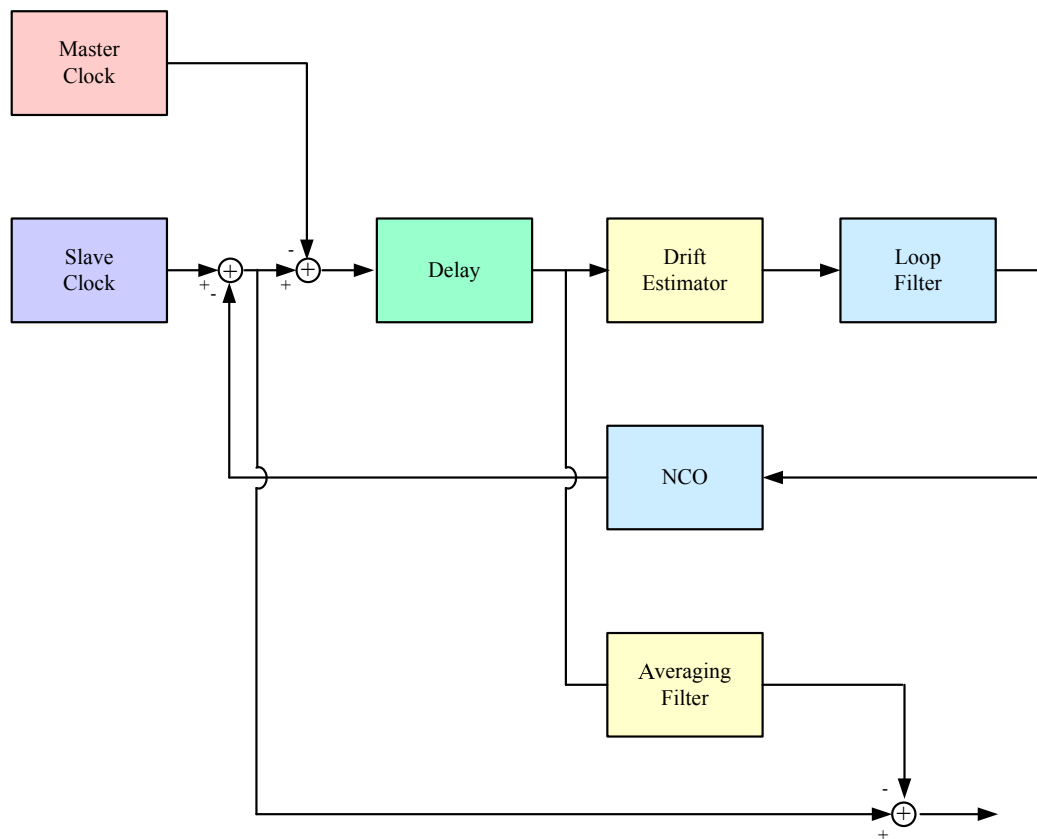 Master
Clock
Slave
Clock
+
-
+
-
+
+
Delay
Drift
Estimator
Loop
Filter
NCO
Averaging
Filter
-
+
+